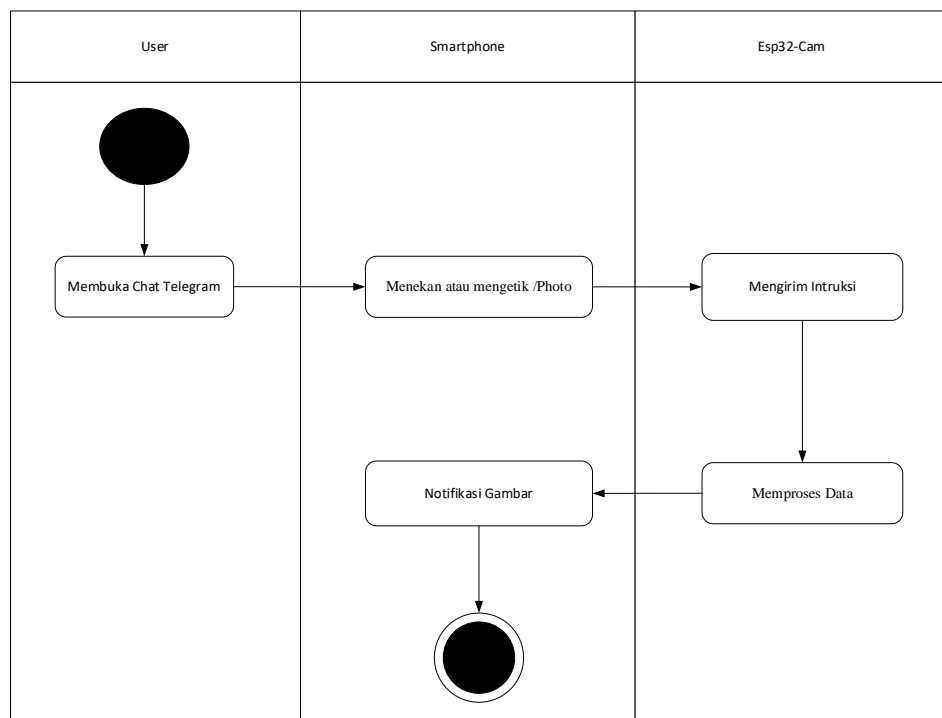 User
Smartphone
Esp32-Cam
Membuka Chat Telegram
Menekan atau mengetik /Photo
Mengirim Intruksi
Notifikasi Gambar
Memproses Data